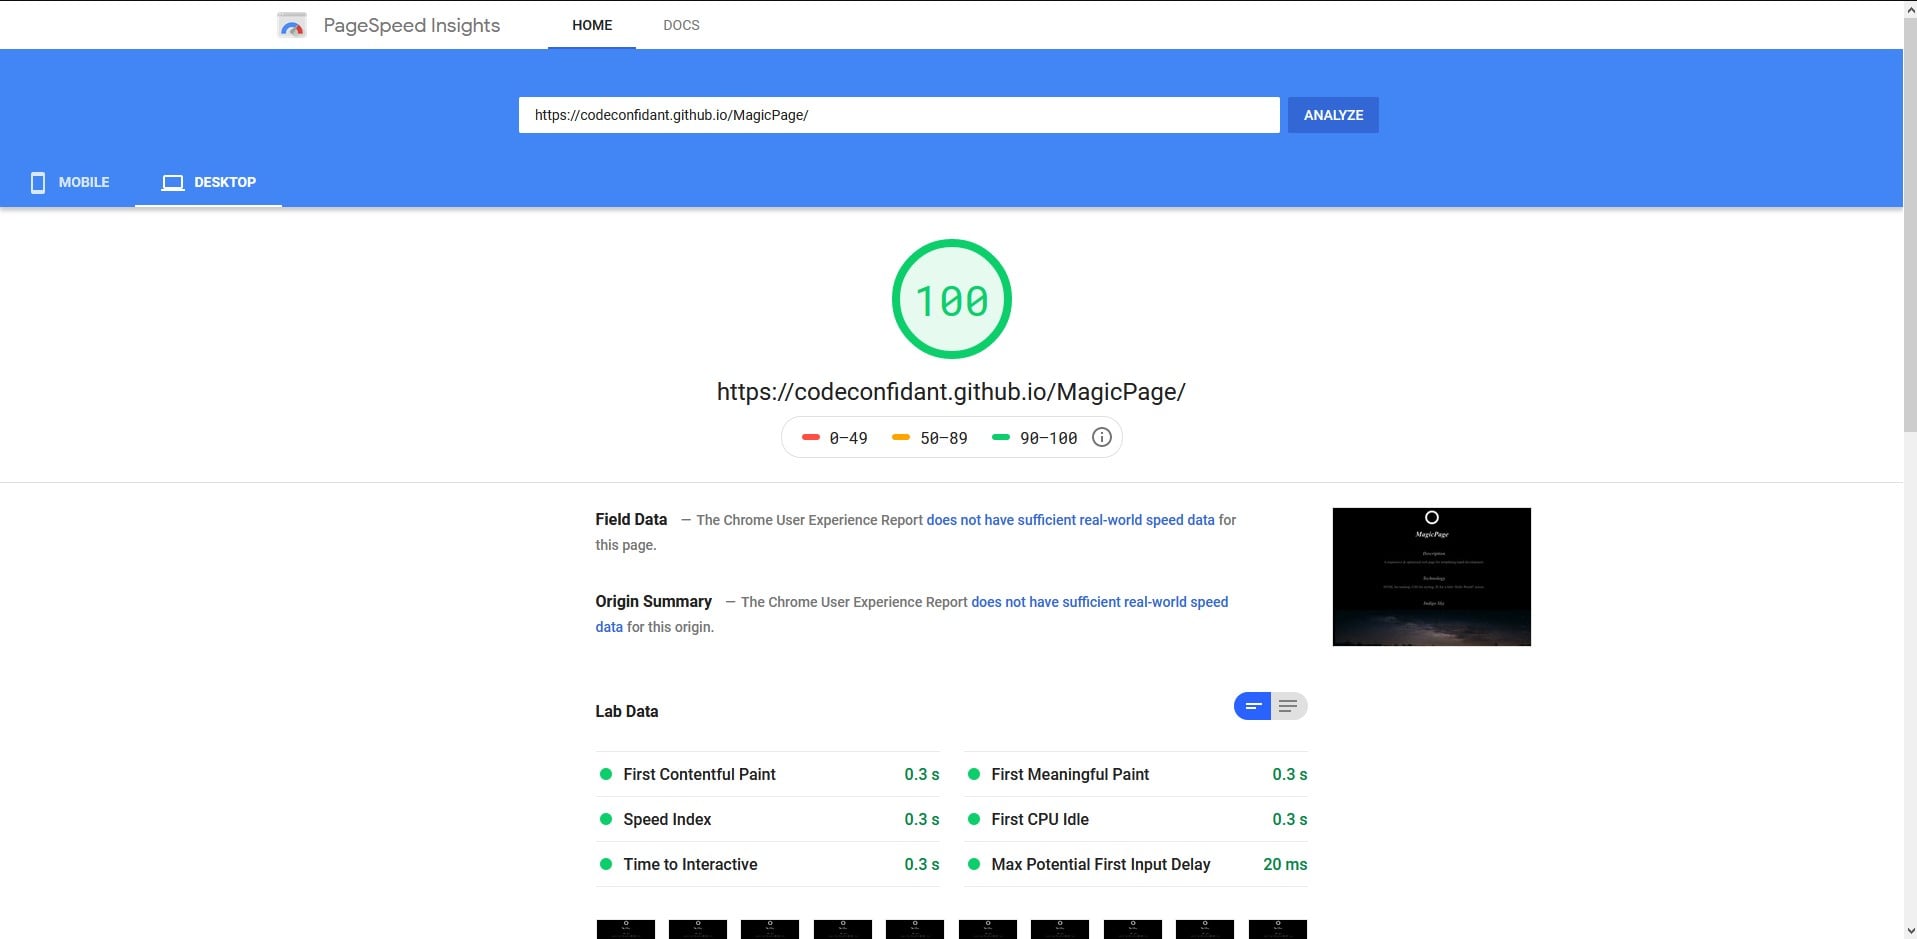 PageSpeed Insights HOME DOCS
https://codeconfidant.github.io/MagicPage/ ANALYZE
MOBILE DESKTOP
100
https://codeconfidant.github.io/MagicPage/
0–49 50–89 90–100
Field Data — The Chrome User Experience Report does not have sufficient real-world speed data for
this page.
MagicPage
Description
Technology
Indigo Sky
Origin Summary — The Chrome User Experience Report does not have sufficient real-world speed
data for this origin.
Lab Data
First Contentful Paint 0.3 s First Meaningful Paint 0.3 s
Speed Index 0.3 s First CPU Idle 0.3 s
Time to Interactive 0.3 s Max Potential First Input Delay 20 ms